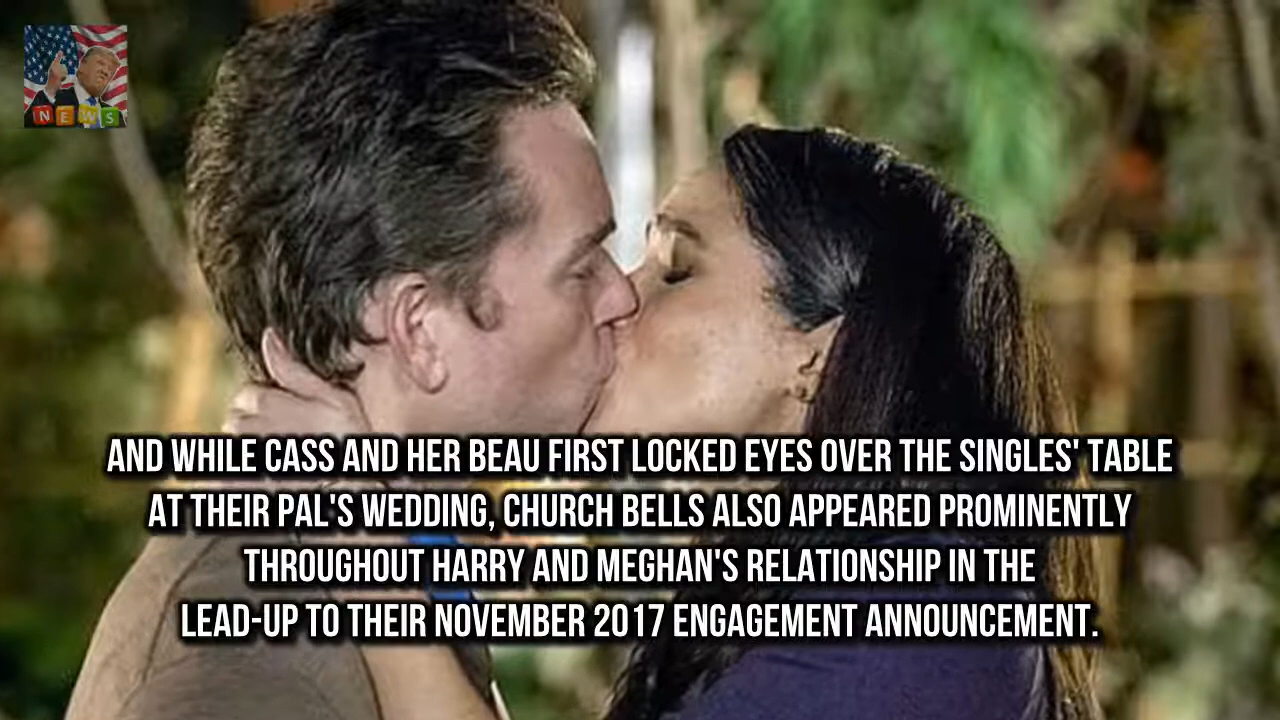 NEWS
AND WHILE CASS AND HER BEAU FIRST LOCKED EYES OVER THE SINGLES' TABLE
AT THEIR PAL'S WEDDING, CHURCH BELLS ALSO APPEARED PROMINENTLY
THROUGHOUT HARRY AND MEGHAN'S RELATIONSHIP IN THE
LEAD-UP TO THEIR NOVEMBER 2017 ENGAGEMENT ANNOUNCEMENT.